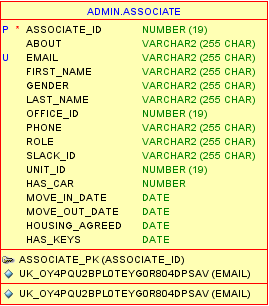 ADMIN.ASSOCIATE
P * ASSOCIATE_ID NUMBER (19)
ABOUT VARCHAR2 (255 CHAR)
U EMAIL VARCHAR2 (255 CHAR)
FIRST_NAME VARCHAR2 (255 CHAR)
GENDER VARCHAR2 (255 CHAR)
LAST_NAME VARCHAR2 (255 CHAR)
OFFICE_ID NUMBER (19)
PHONE VARCHAR2 (255 CHAR)
ROLE VARCHAR2 (255 CHAR)
SLACK_ID VARCHAR2 (255 CHAR)
UNIT_ID NUMBER (19)
HAS_CAR NUMBER
MOVE_IN_DATE DATE
MOVE_OUT_DATE DATE
HOUSING_AGREED DATE
HAS_KEYS DATE
ASSOCIATE_PK (ASSOCIATE_ID)
UK_OY4PQU2BPL0TEYG0R804DPSAV (EMAIL)
UK_OY4PQU2BPL0TEYG0R804DPSAV (EMAIL)